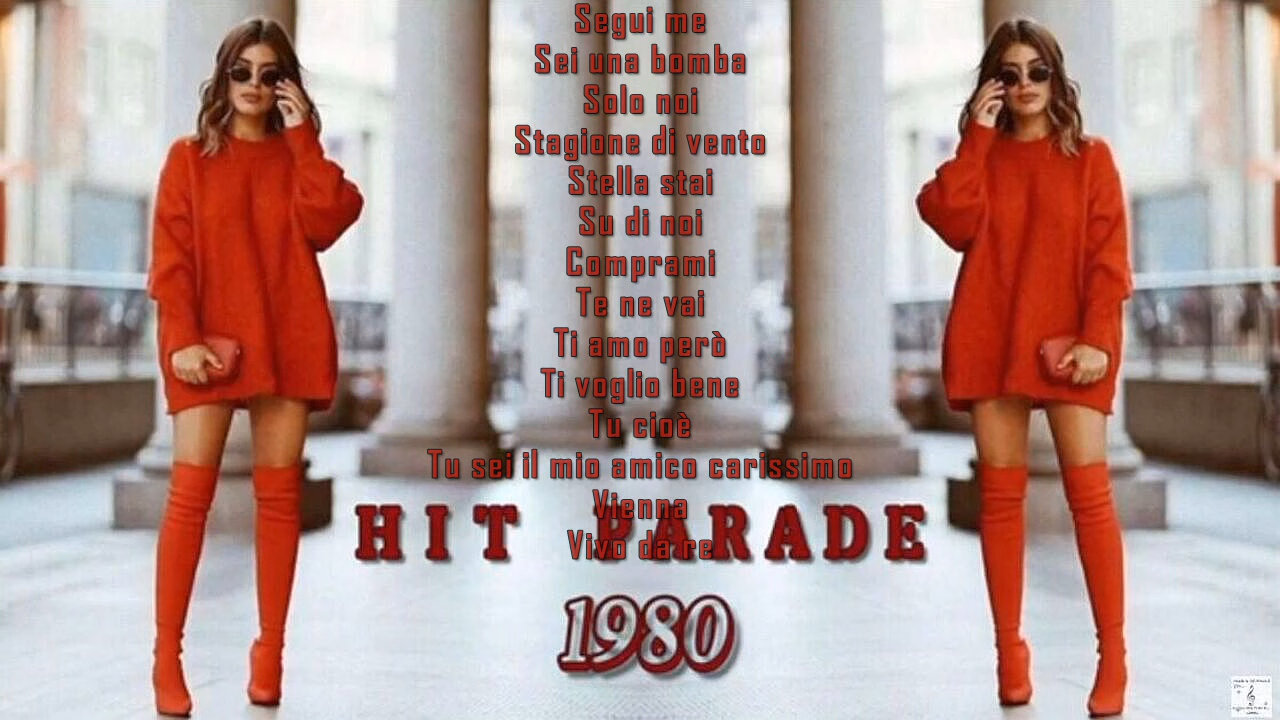 Segui me
Sei una bomba
Solo noi
Stagione di vento
Stella stai
Su di noi
Comprami
Te ne vai
Ti amo però
Ti voglio bene
Tu cioè
Tu sei il mio amico carissimo
Vienna
HIT PARADE
Vivo da re
1980